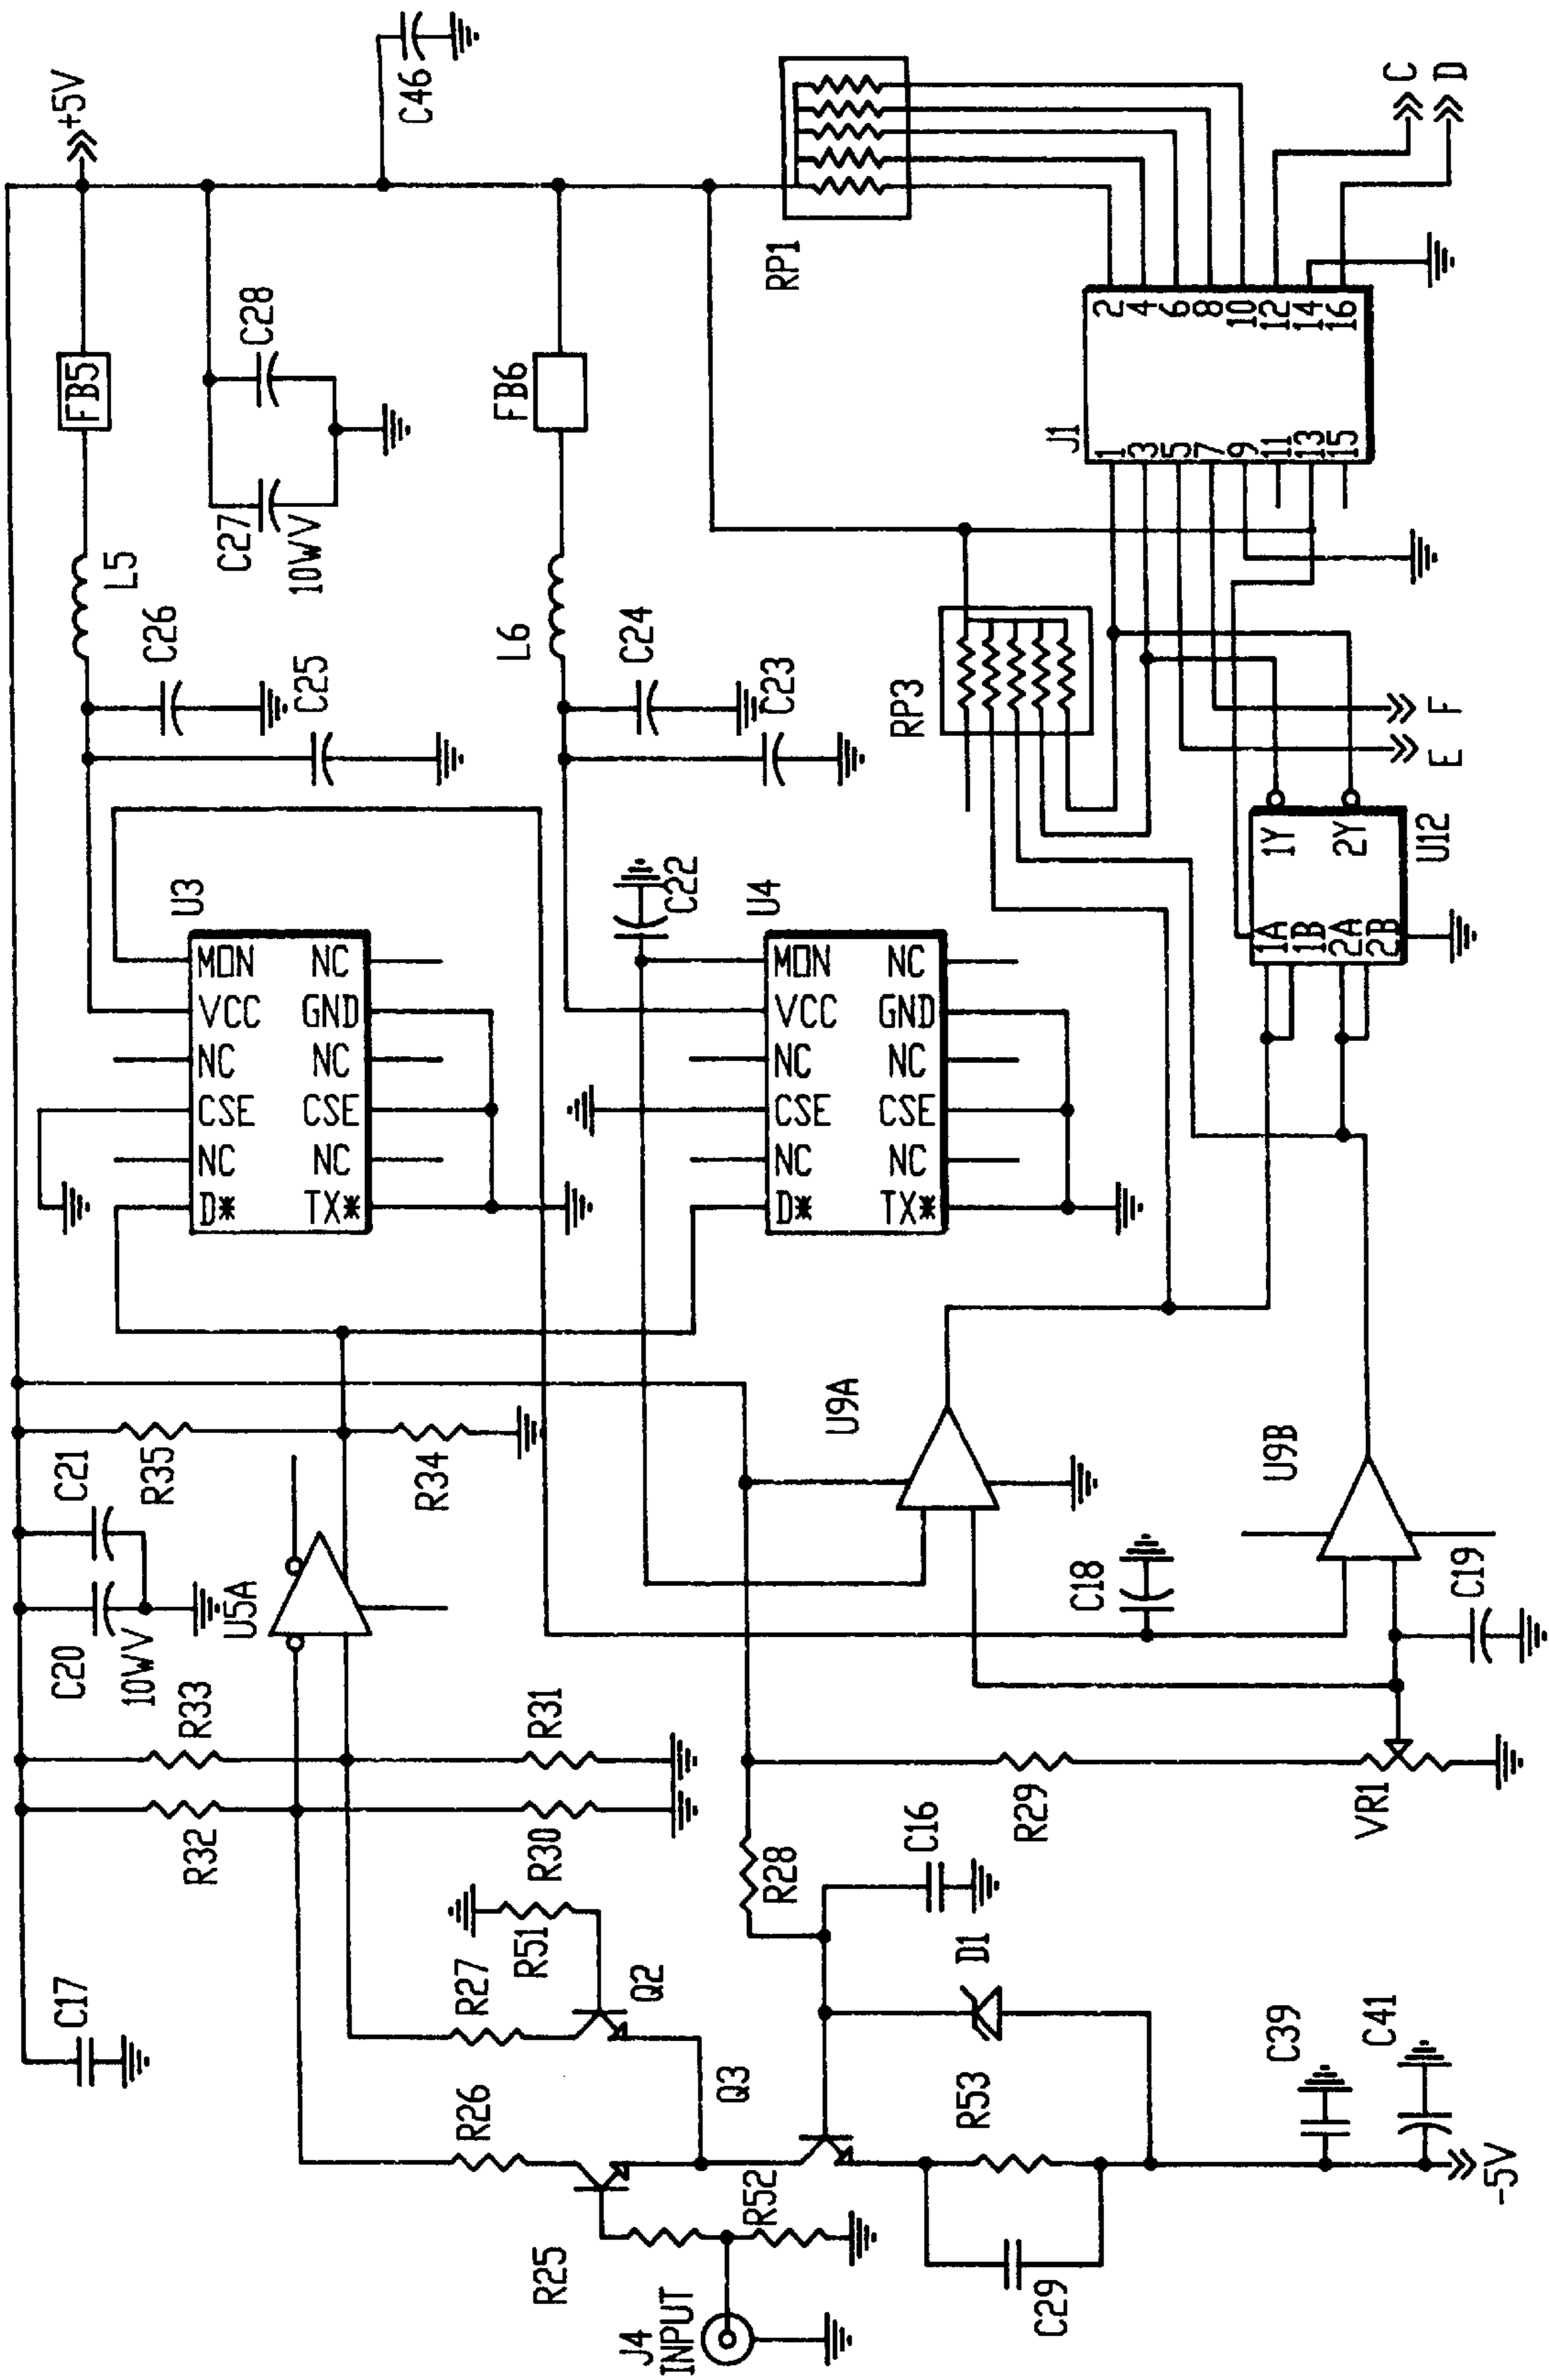 +5V
C46
FB5
C28
C27
10WV
L5
C26
C25
FB6
L6
C24
C23
RP1
C
D
J1
2
4
6
8
10
12
14
16
1
3
5
7
9
11
13
15
RP3
F
E
U3
MON
VCC
NC
CSE
NC
D*
NC
GND
NC
CSE
NC
TX*
C22
U4
MON
VCC
NC
CSE
NC
D*
NC
GND
NC
CSE
NC
TX*
U12
1Y
2Y
1A
1B
2A
2B
C21
R35
R34
C20
10WV
U5A
U9A
U9B
C18
C19
R33
R31
R32
R30
R28
C16
R29
VR1
C17
R51
R27
Q2
D1
R26
Q3
R53
C39
C41
R25
R52
J4
INPUT
C29
-5V